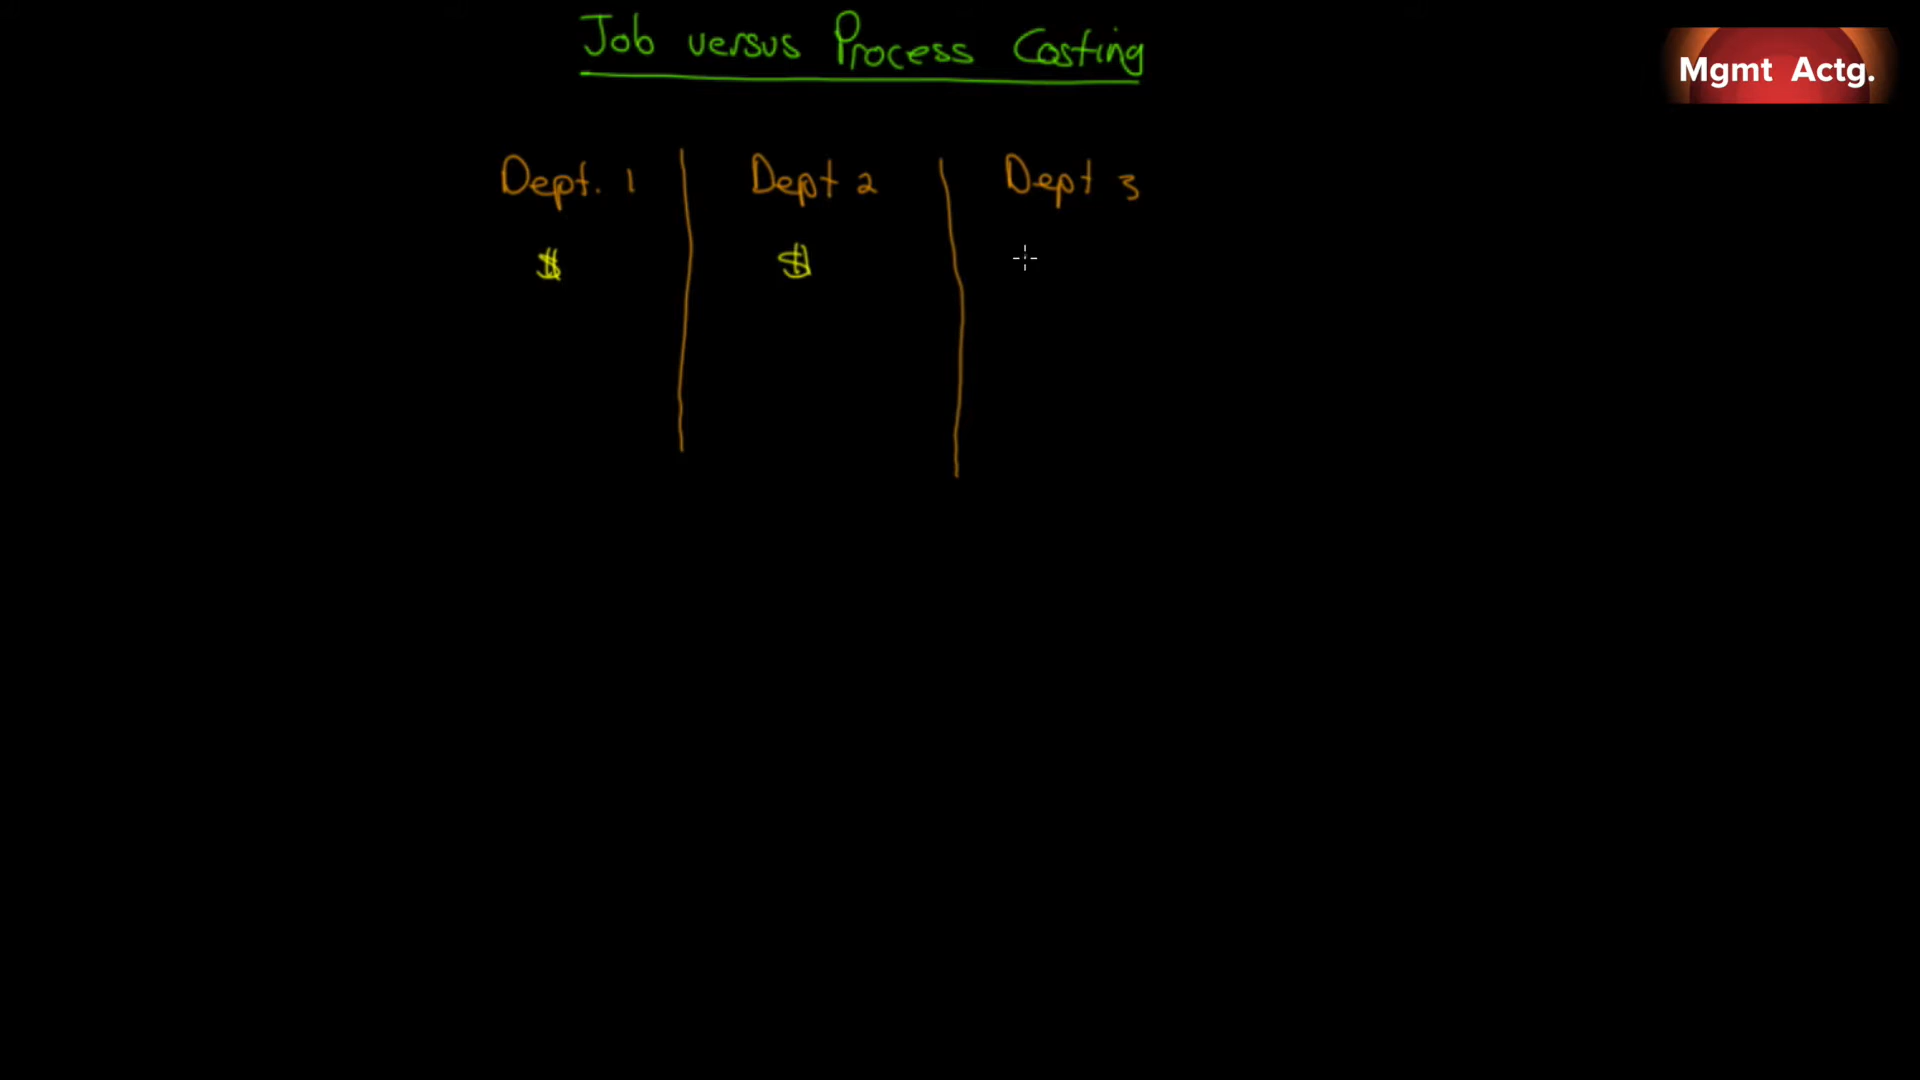 Job versus Process Costing
Mgmt Actg.
Dept. 1 Dept 2 Dept 3
$ $